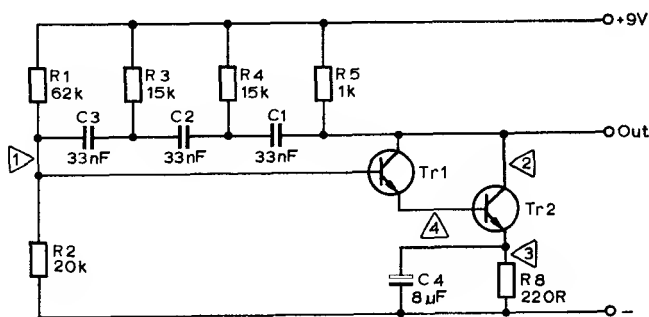 +9V
R1
62k
R3
15k
R4
15k
R5
1k
C3
33nF
C2
33nF
C1
33nF
Out
1
2
Tr1
Tr2
4
3
R2
20k
C4
8µF
R8
220R
−